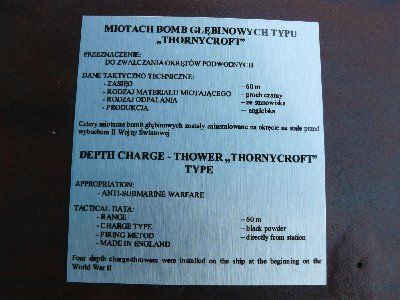 MIOTACH BOMB GŁĘBINOWYCH TYPU
„THORNYCROFT”
PRZEZNACZENIE:
DO ZWALCZANIA OKRĘTÓW PODWODNYCH
DANE TAKTYCZNO TECHNICZNE:
- ZASIĘG – 60 m
- RODZAJ MATERIAŁU MIOTAJĄCEGO – proch czarny
- RODZAJ ODPALANIA – ze stanowiska
- PRODUKCJA – angielska
Cztery miotacze bomb głębinowych zostały zainstalowane na okręcie na stałe przed
wybuchem II Wojny Światowej
DEPTH CHARGE - THOWER „THORNYCROFT”
TYPE
APPROPRIATION:
- ANTI-SUBMARINE WARFARE
TACTICAL DATA:
- RANGE – 60 m
- CHARGE TYPE – black powder
- FIRING METOD – directly from station
- MADE IN ENGLAND
Four depth charge-throwers were installed on the ship at the beginning on the
World War II